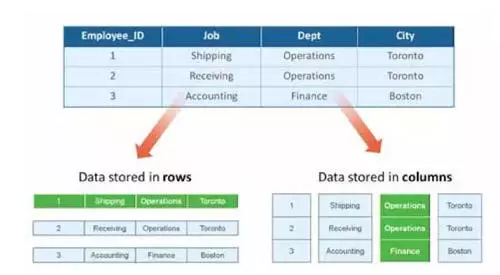 Employee_ID Job Dept City
1 Shipping Operations Toronto
2 Receiving Operations Toronto
3 Accounting Finance Boston
Data stored in rows
1 Shipping Operations Toronto
2 Receiving Operations Toronto
3 Accounting Finance Boston
Data stored in columns
1 Shipping Operations Toronto
2 Receiving Operations Toronto
3 Accounting Finance Boston